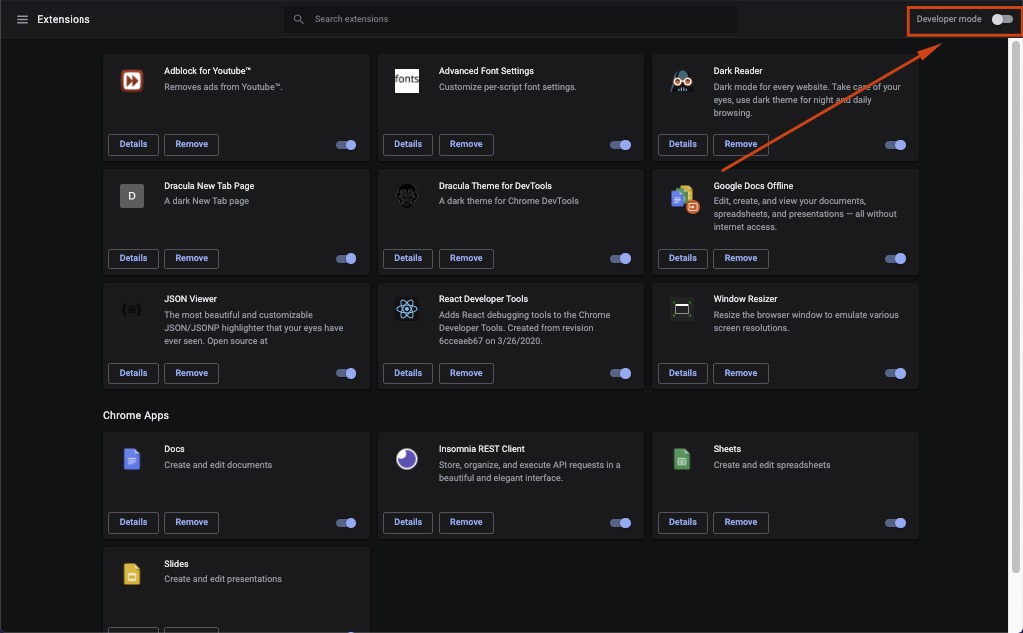 Extensions
Search extensions
Developer mode
Adblock for Youtube™
Removes ads from Youtube™.
Details
Remove
fonts
Advanced Font Settings
Customize per-script font settings.
Details
Remove
Dark Reader
Dark mode for every website. Take care of your
eyes, use dark theme for night and daily
browsing.
Details
Remove
D
Dracula New Tab Page
A dark New Tab page
Details
Remove
Dracula Theme for DevTools
A dark theme for Chrome DevTools
Details
Remove
Google Docs Offline
Edit, create, and view your documents,
spreadsheets, and presentations — all without
internet access.
Details
Remove
JSON Viewer
The most beautiful and customizable
JSON/JSONP highlighter that your eyes have
ever seen. Open source at
Details
Remove
React Developer Tools
Adds React debugging tools to the Chrome
Developer Tools. Created from revision
6cceaeb67 on 3/26/2020.
Details
Remove
Window Resizer
Resize the browser window to emulate various
screen resolutions.
Details
Remove
Chrome Apps
Docs
Create and edit documents
Details
Remove
Insomnia REST Client
Store, organize, and execute API requests in a
beautiful and elegant interface.
Details
Remove
Sheets
Create and edit spreadsheets
Details
Remove
Slides
Create and edit presentations